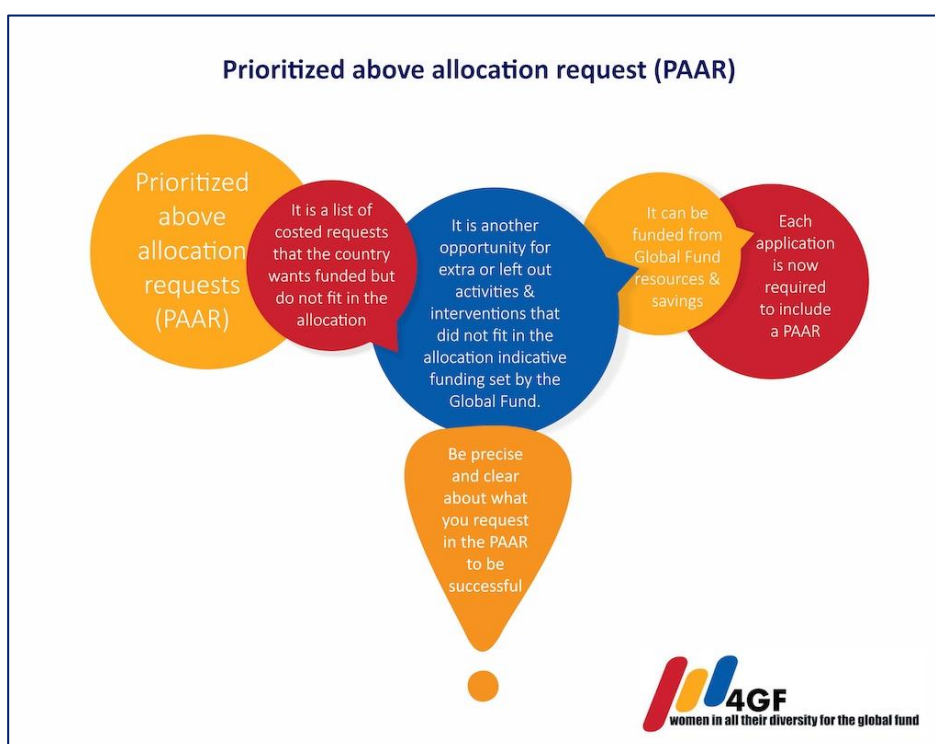 Prioritized above allocation request (PAAR)
Prioritized
above
allocation
requests
(PAAR)
It is a list of
costed requests
that the country
wants funded but
do not fit in the
allocation
It is another
opportunity for
extra or left out
activities &
interventions that
did not fit in the
allocation indicative
funding set by the
Global Fund.
It can be
funded from
Global Fund
resources &
savings
Each
application
is now
required
to include
a PAAR
Be precise
and clear
about what
you request
in the PAAR
to be
successful
4GF
women in all their diversity for the global fund